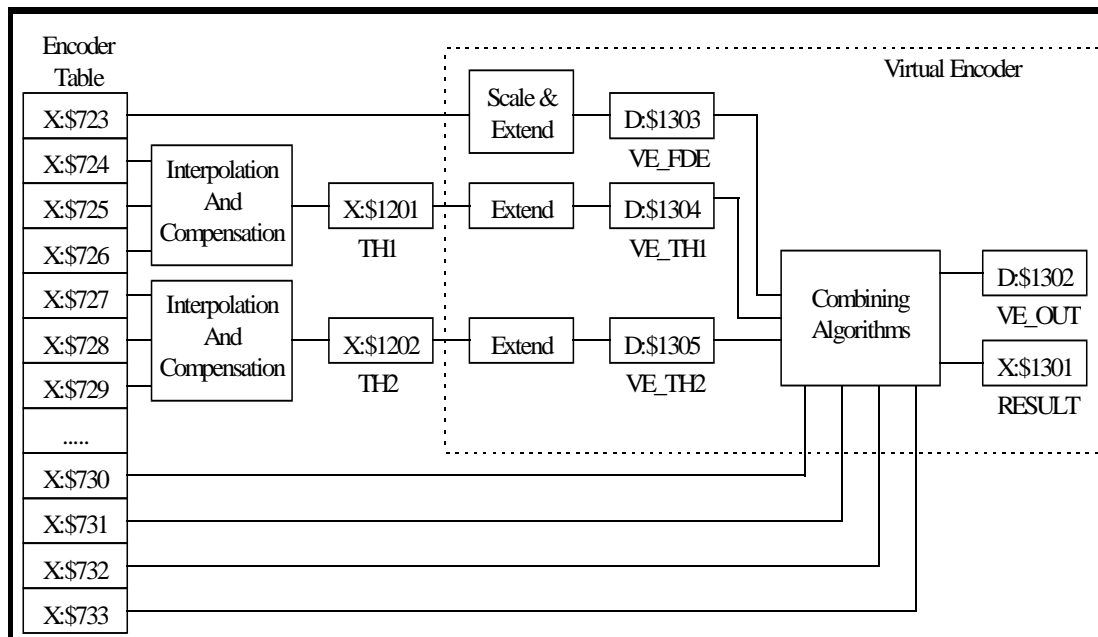 Encoder
Table
X:$723
X:$724
X:$725
X:$726
X:$727
X:$728
X:$729
.....
X:$730
X:$731
X:$732
X:$733
Interpolation
And
Compensation
Interpolation
And
Compensation
X:$1201
TH1
X:$1202
TH2
Virtual Encoder
Scale &
Extend
Extend
Extend
D:$1303
VE_FDE
D:$1304
VE_TH1
D:$1305
VE_TH2
Combining
Algorithms
D:$1302
VE_OUT
X:$1301
RESULT